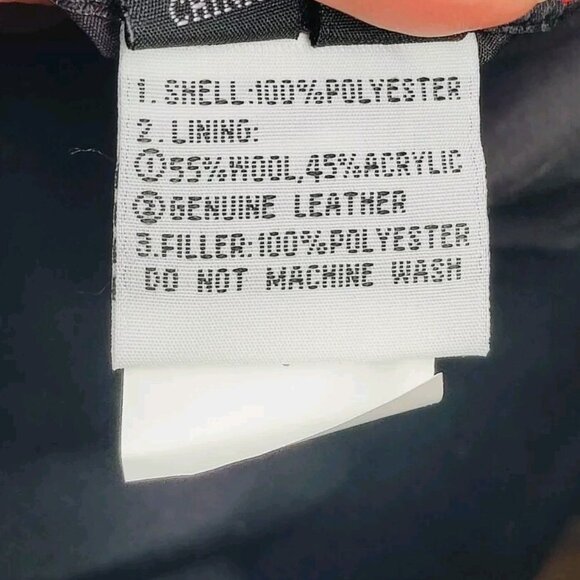 1. SHELL:100%POLYESTER
2. LINING:
①55%WOOL,45%ACRYLIC
②GENUINE LEATHER
3.FILLER:100%POLYESTER
DO NOT MACHINE WASH